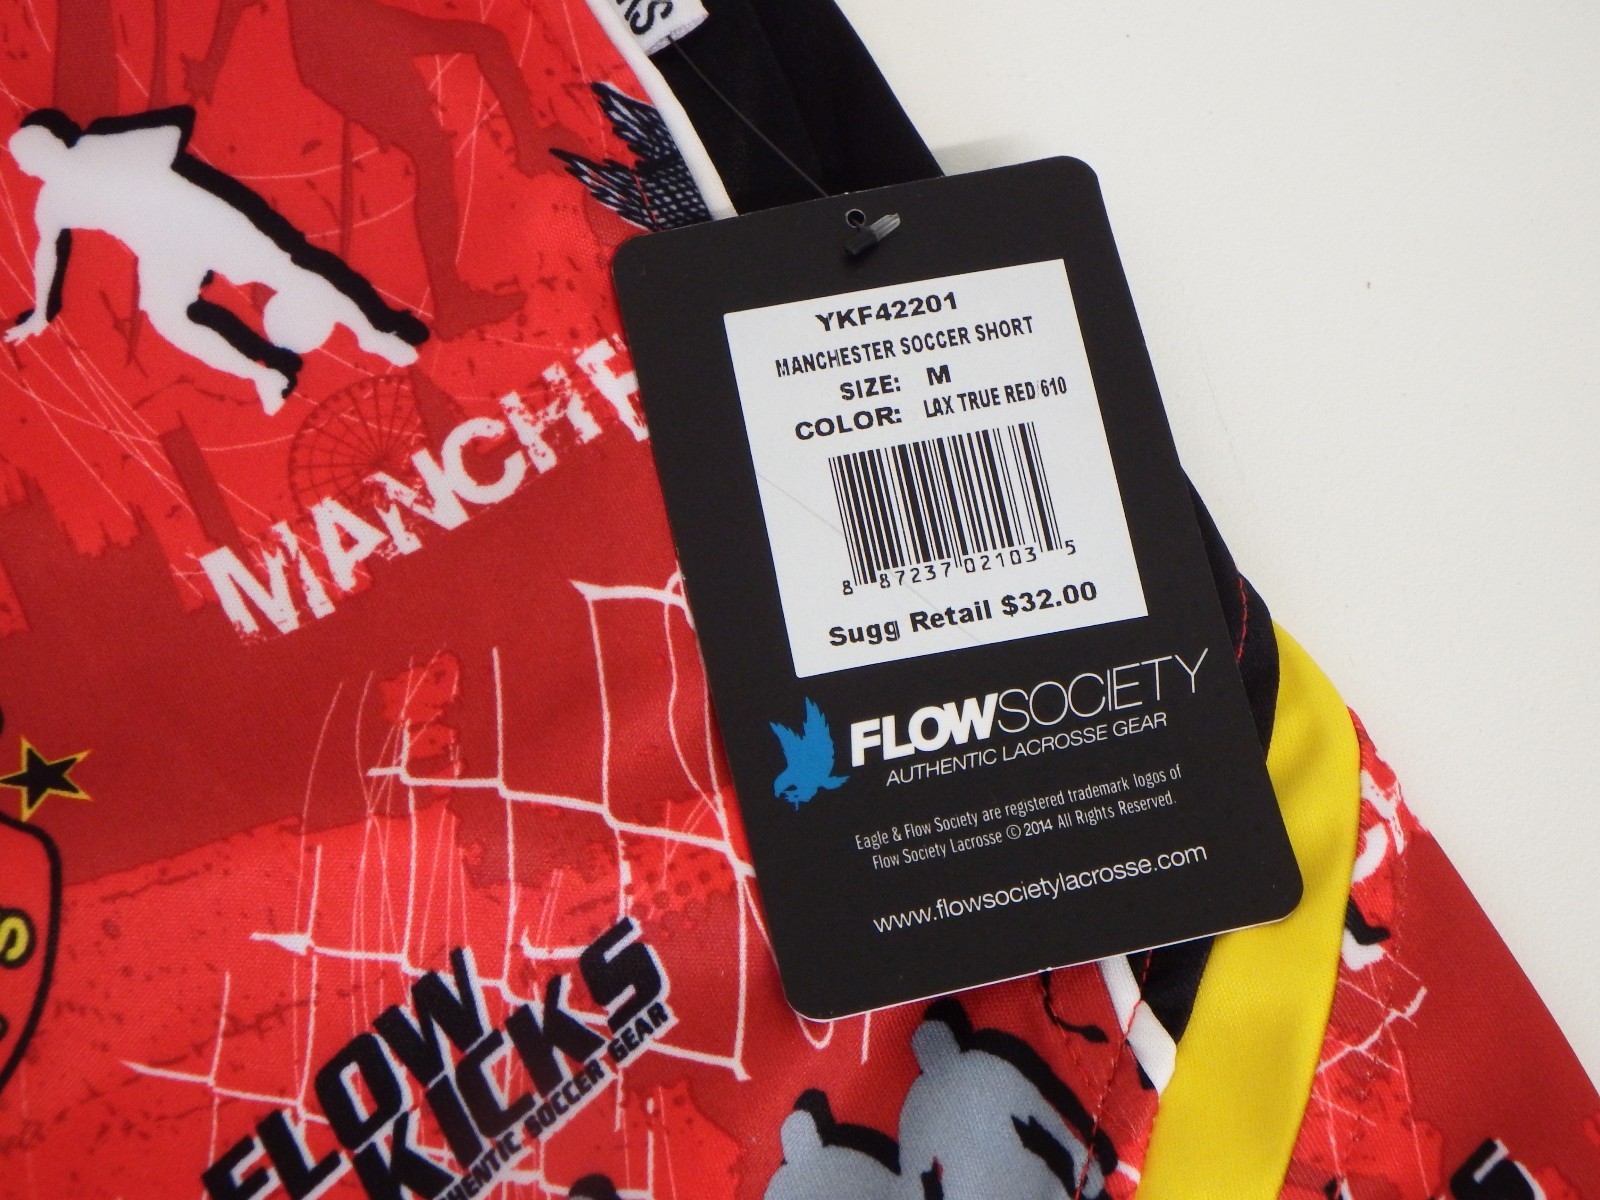 YKF42201
MANCHESTER SOCCER SHORT
SIZE: M
COLOR: LAX TRUE RED/610
8 87237 02103 5
Sugg Retail $32.00
FLOWSOCIETY
AUTHENTIC LACROSSE GEAR
Eagle & Flow Society are registered trademark logos of
Flow Society Lacrosse © 2014 All Rights Reserved.
www.flowsocietylacrosse.com
MANCHE
FLOW
KICKS
SOCCER GEAR